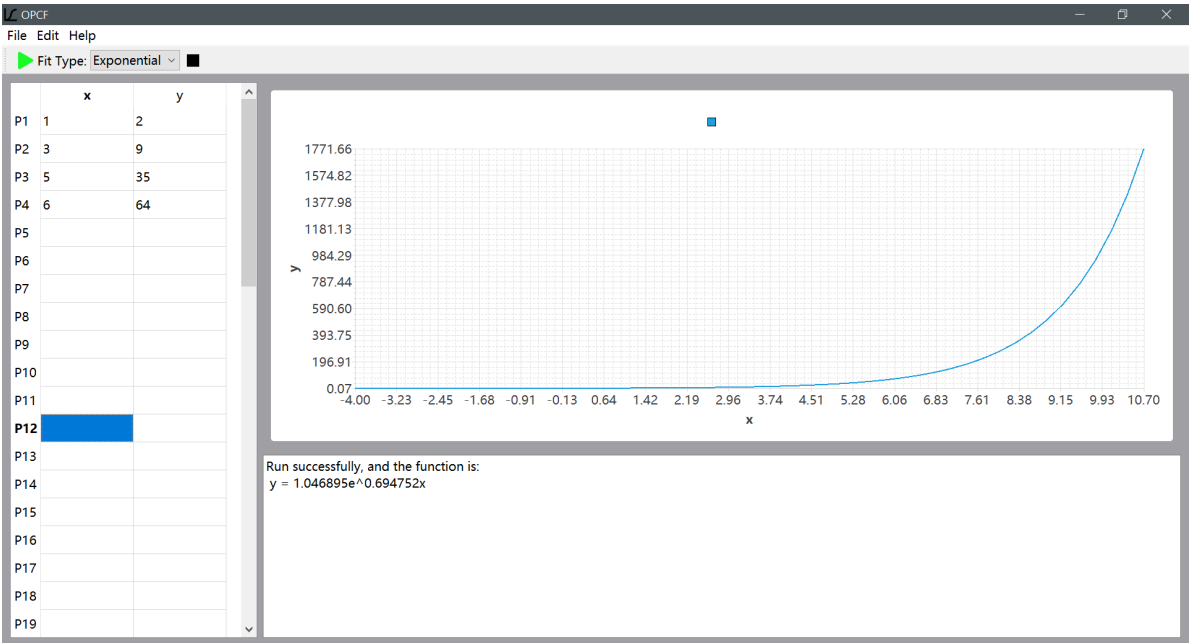 OPCF
File Edit Help
Fit Type: Exponential
x y
P1 1 2
P2 3 9
P3 5 35
P4 6 64
P5
P6
P7
P8
P9
P10
P11
P12
P13
P14
P15
P16
P17
P18
P19
1771.66
1574.82
1377.98
1181.13
984.29
787.44
590.60
393.75
196.91
0.07
y
-4.00 -3.23 -2.45 -1.68 -0.91 -0.13 0.64 1.42 2.19 2.96 3.74 4.51 5.28 6.06 6.83 7.61 8.38 9.15 9.93 10.70
x
Run successfully, and the function is:
y = 1.046895e^0.694752x